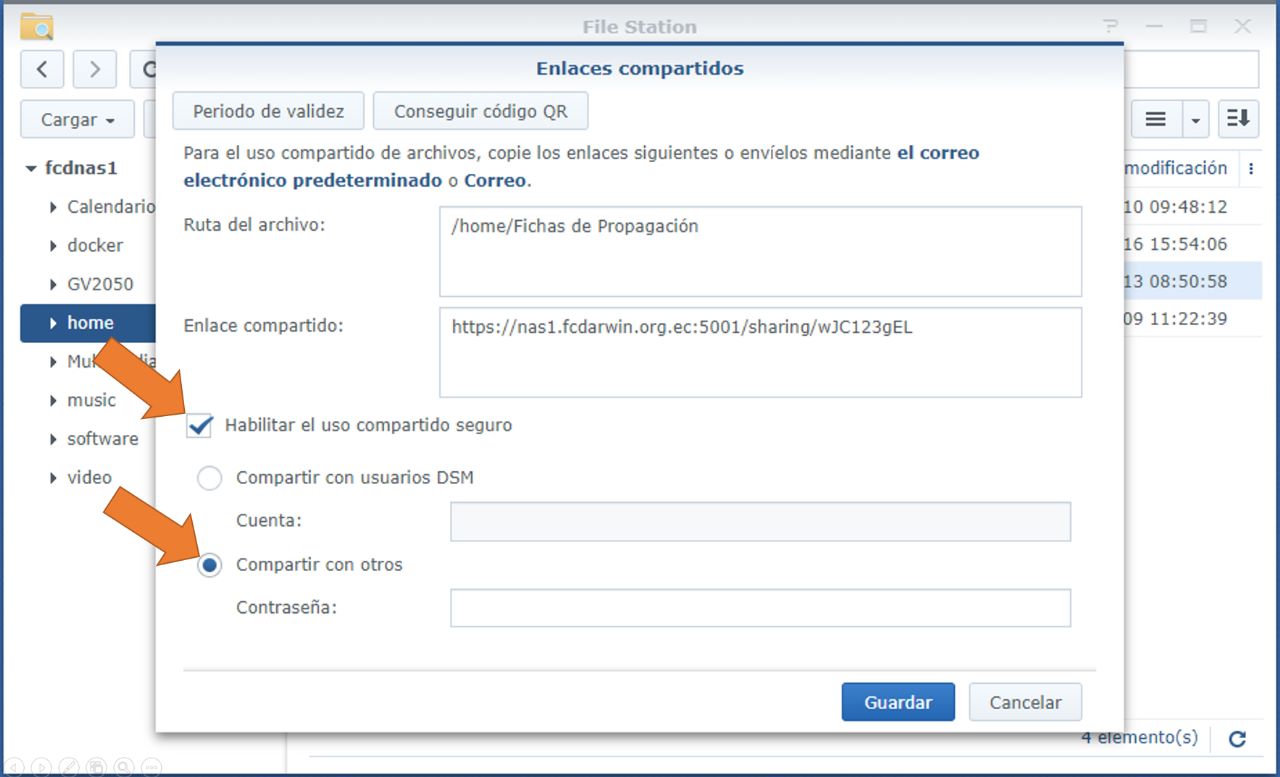 File Station
Enlaces compartidos
Periodo de validez
Conseguir código QR
Cargar
Para el uso compartido de archivos, copie los enlaces siguientes o envíelos mediante el correo
electrónico predeterminado o Correo.
modificación
fcdnas1
Calendario
docker
GV2050
home
music
software
video
Ruta del archivo:
/home/Fichas de Propagación
10 09:48:12
16 15:54:06
13 08:50:58
09 11:22:39
Enlace compartido:
https://nas1.fcdarwin.org.ec:5001/sharing/wJC123gEL
Habilitar el uso compartido seguro
Compartir con usuarios DSM
Cuenta:
Compartir con otros
Contraseña:
Guardar
Cancelar
4 elemento(s)